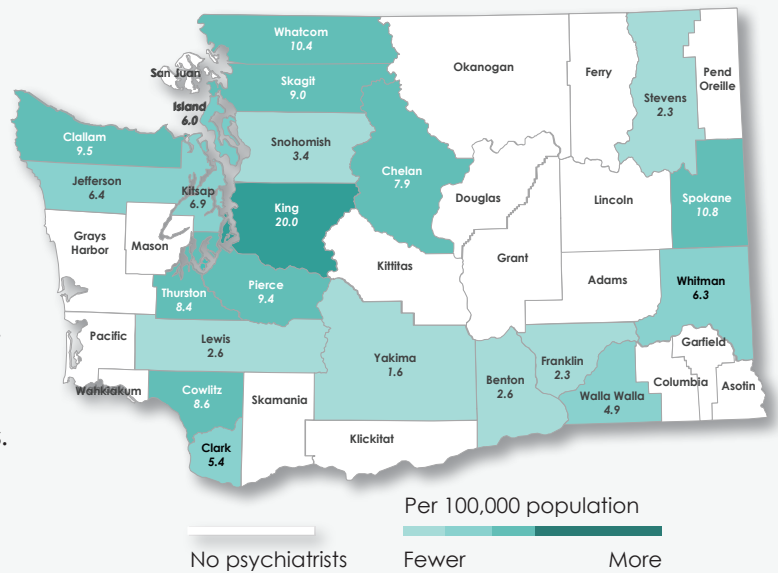 Whatcom
10.4
San Juan
Skagit
9.0
Okanogan
Ferry
Pend
Oreille
Stevens
2.3
Island
6.0
Clallam
9.5
Snohomish
3.4
Chelan
7.9
Jefferson
6.4
Kitsap
6.9
Douglas
King
20.0
Lincoln
Spokane
10.8
Grays
Harbor
Mason
Kittitas
Grant
Adams
Whitman
6.3
Thurston
8.4
Pierce
9.4
Pacific
Lewis
2.6
Yakima
1.6
Benton
2.6
Franklin
2.3
Walla Walla
4.9
Garfield
Columbia
Asotin
Wahkiakum
Cowlitz
8.6
Skamania
Klickitat
Clark
5.4
s.
Per 100,000 population
No psychiatrists
Fewer
More